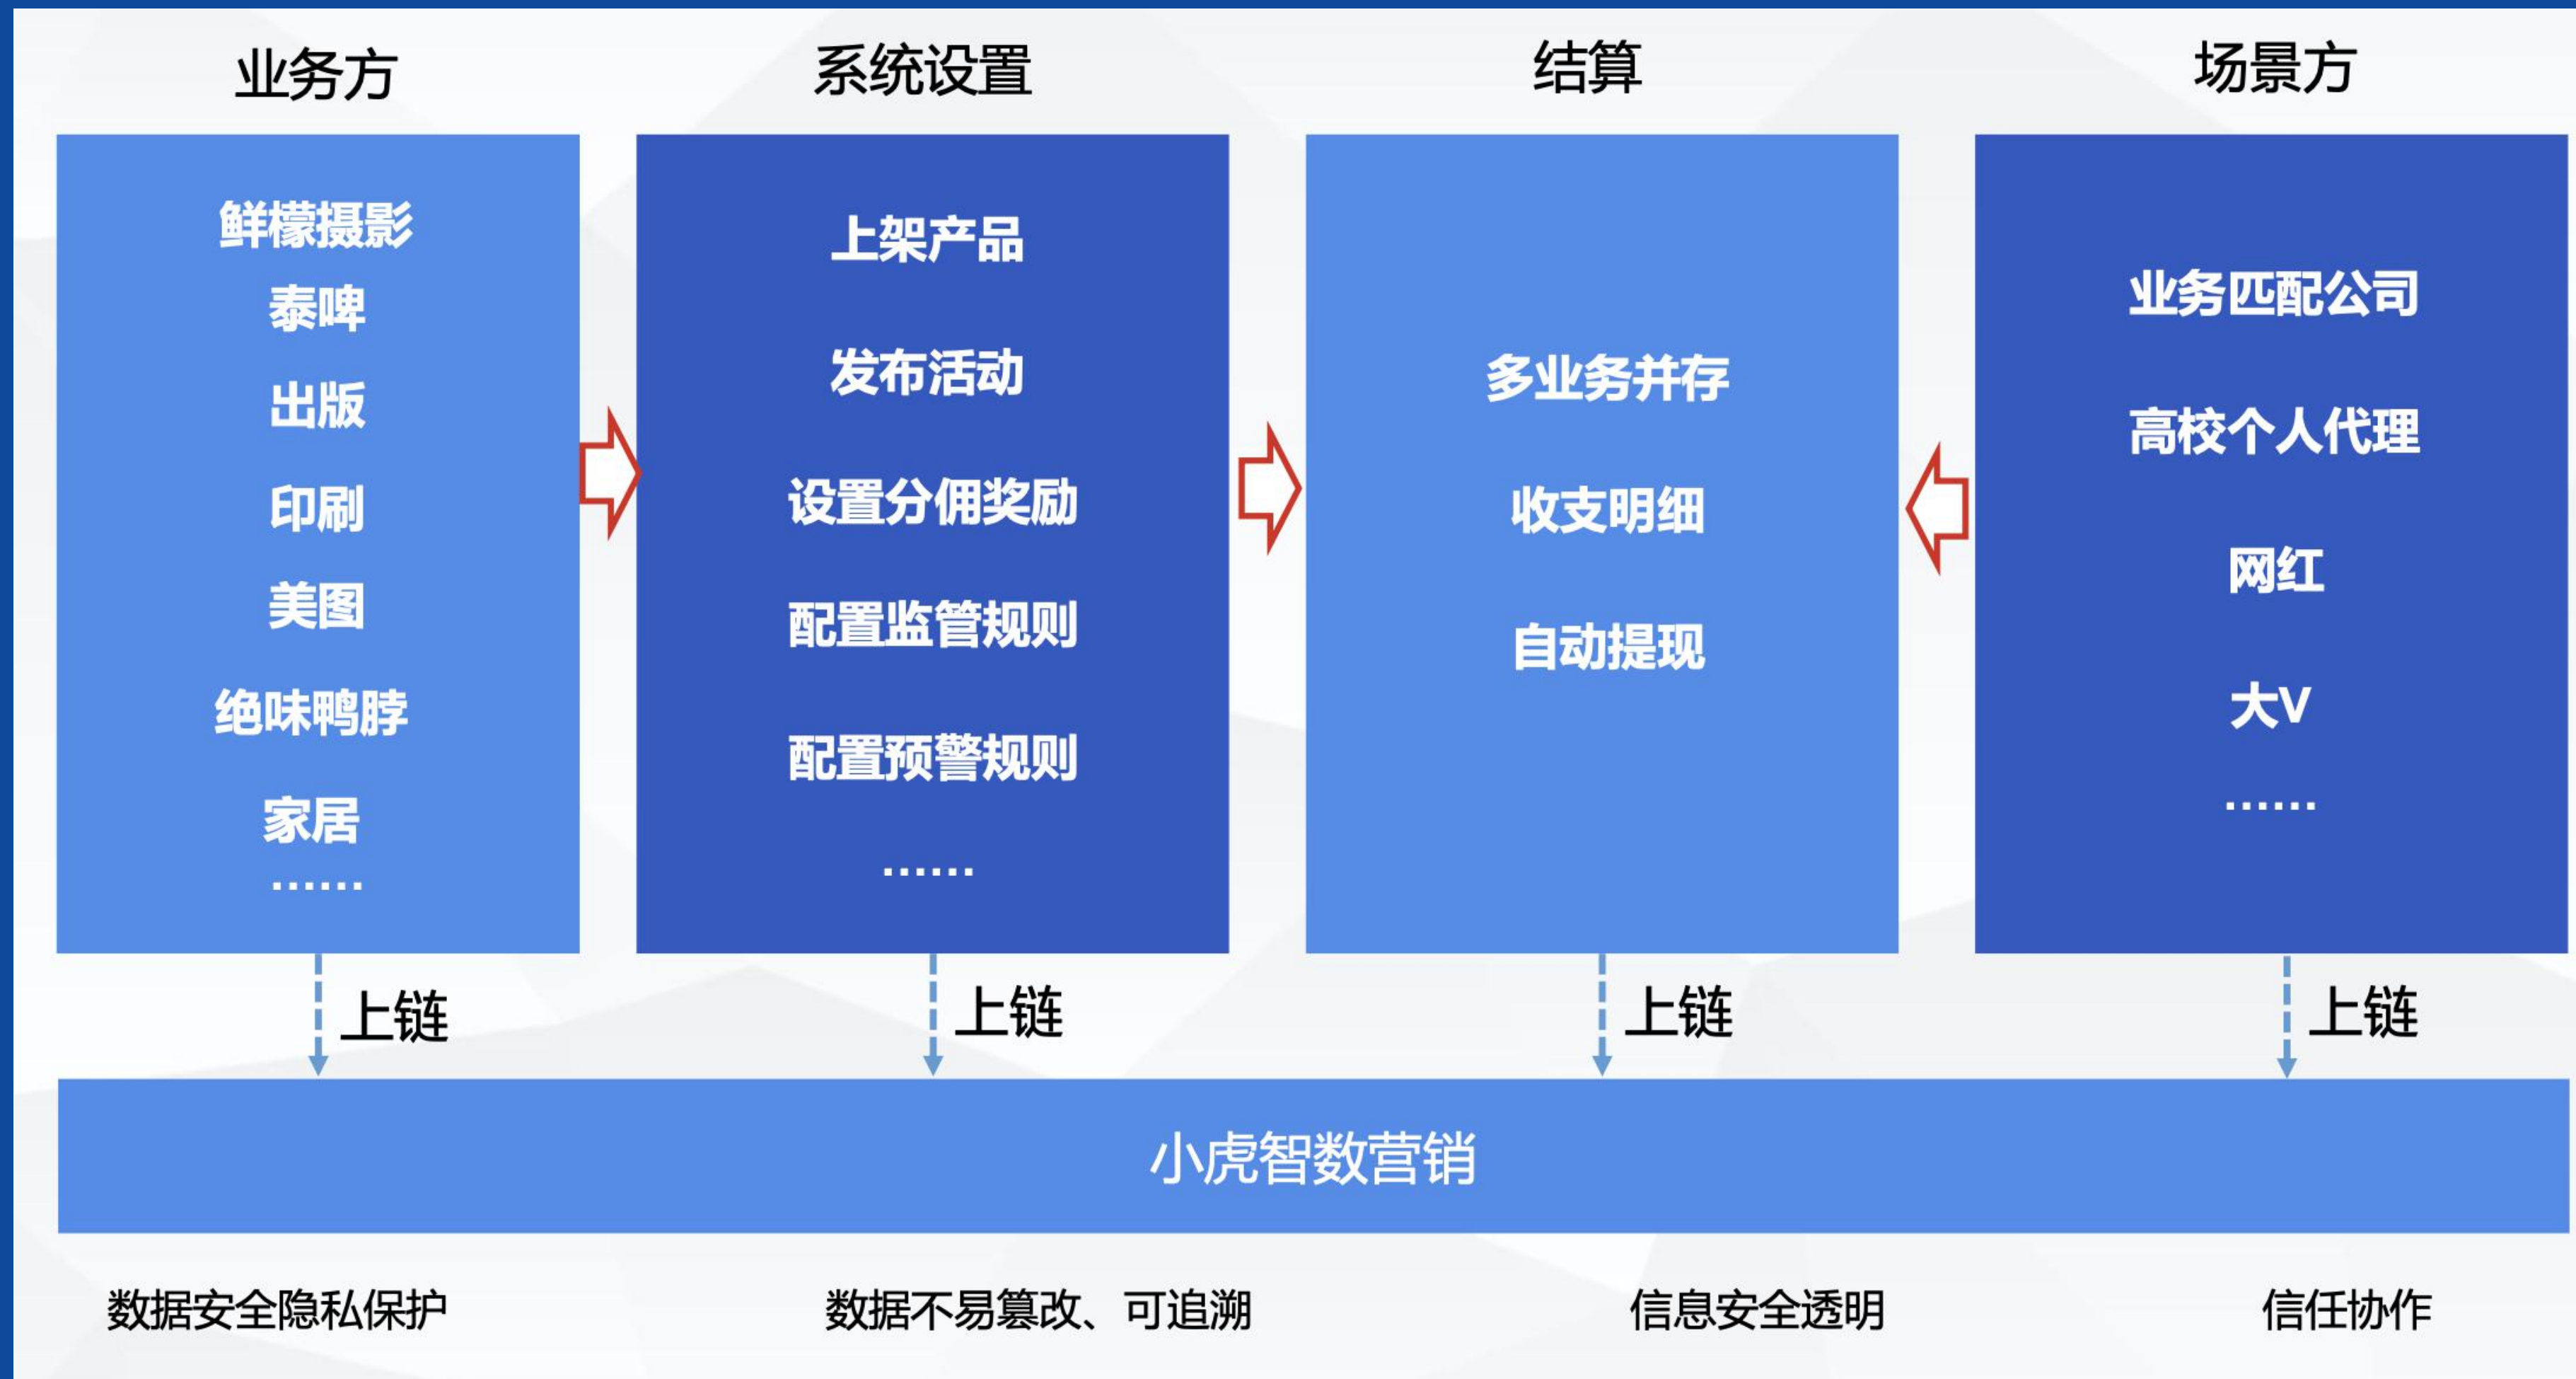 业务方
鲜檬摄影
泰啤
出版
印刷
美图
绝味鸭脖
家居
……
系统设置
上架产品
发布活动
设置分佣奖励
配置监管规则
配置预警规则
……
结算
多业务并存
收支明细
自动提现
场景方
业务匹配公司
高校个人代理
网红
大V
……
上链
上链
上链
上链
小虎智数营销
数据安全隐私保护
数据不易篡改、可追溯
信息安全透明
信任协作